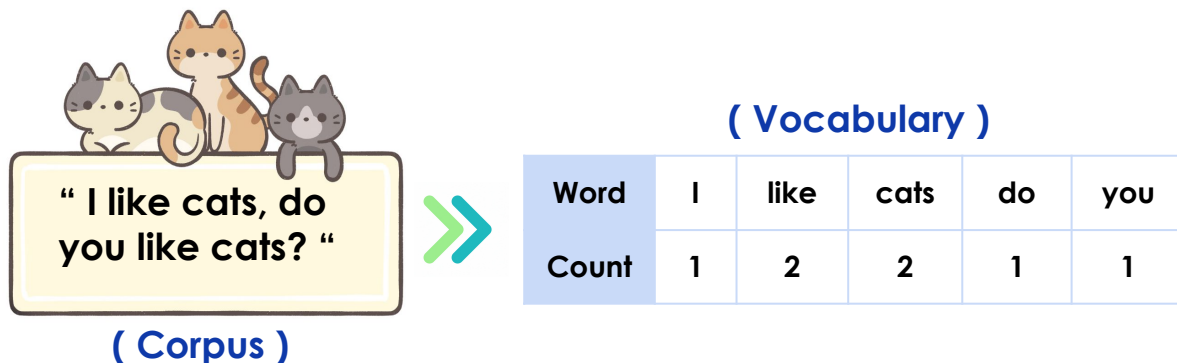 “ I like cats, do
you like cats? “
( Corpus )
( Vocabulary )
Word I like cats do you
Count 1 2 2 1 1